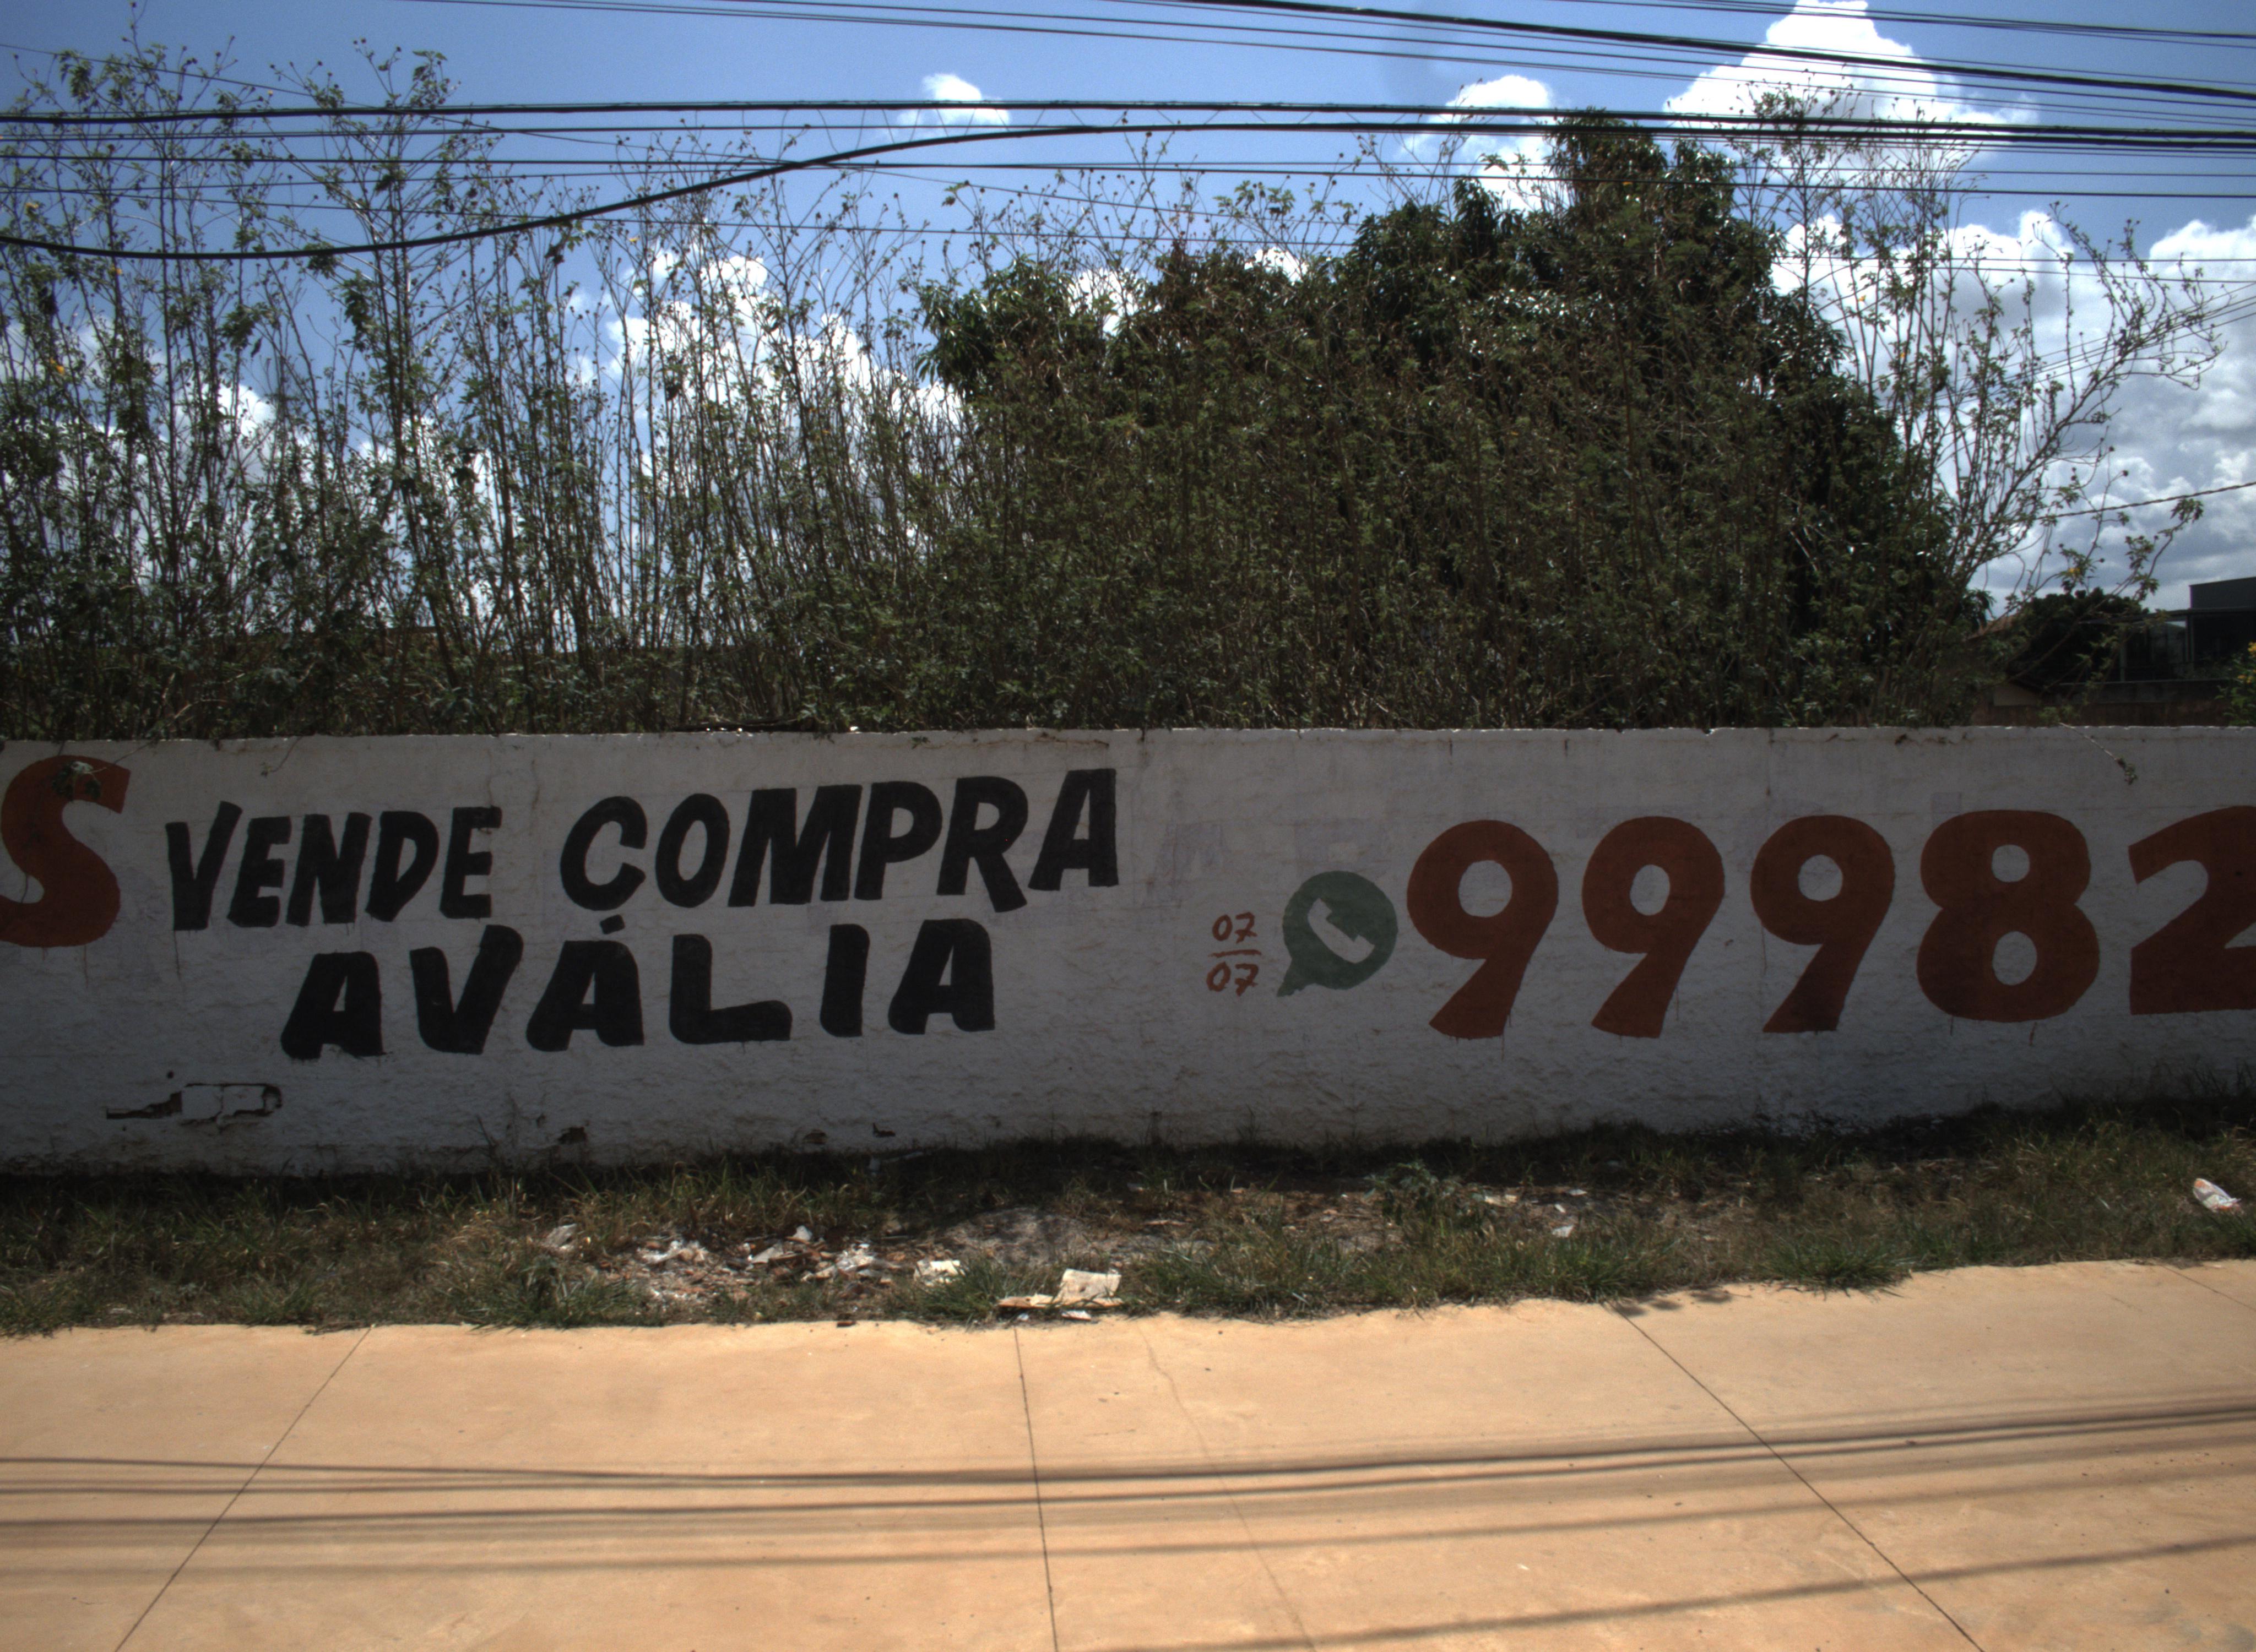 S VENDE COMPRA
AVÁLIA
07
07
99982